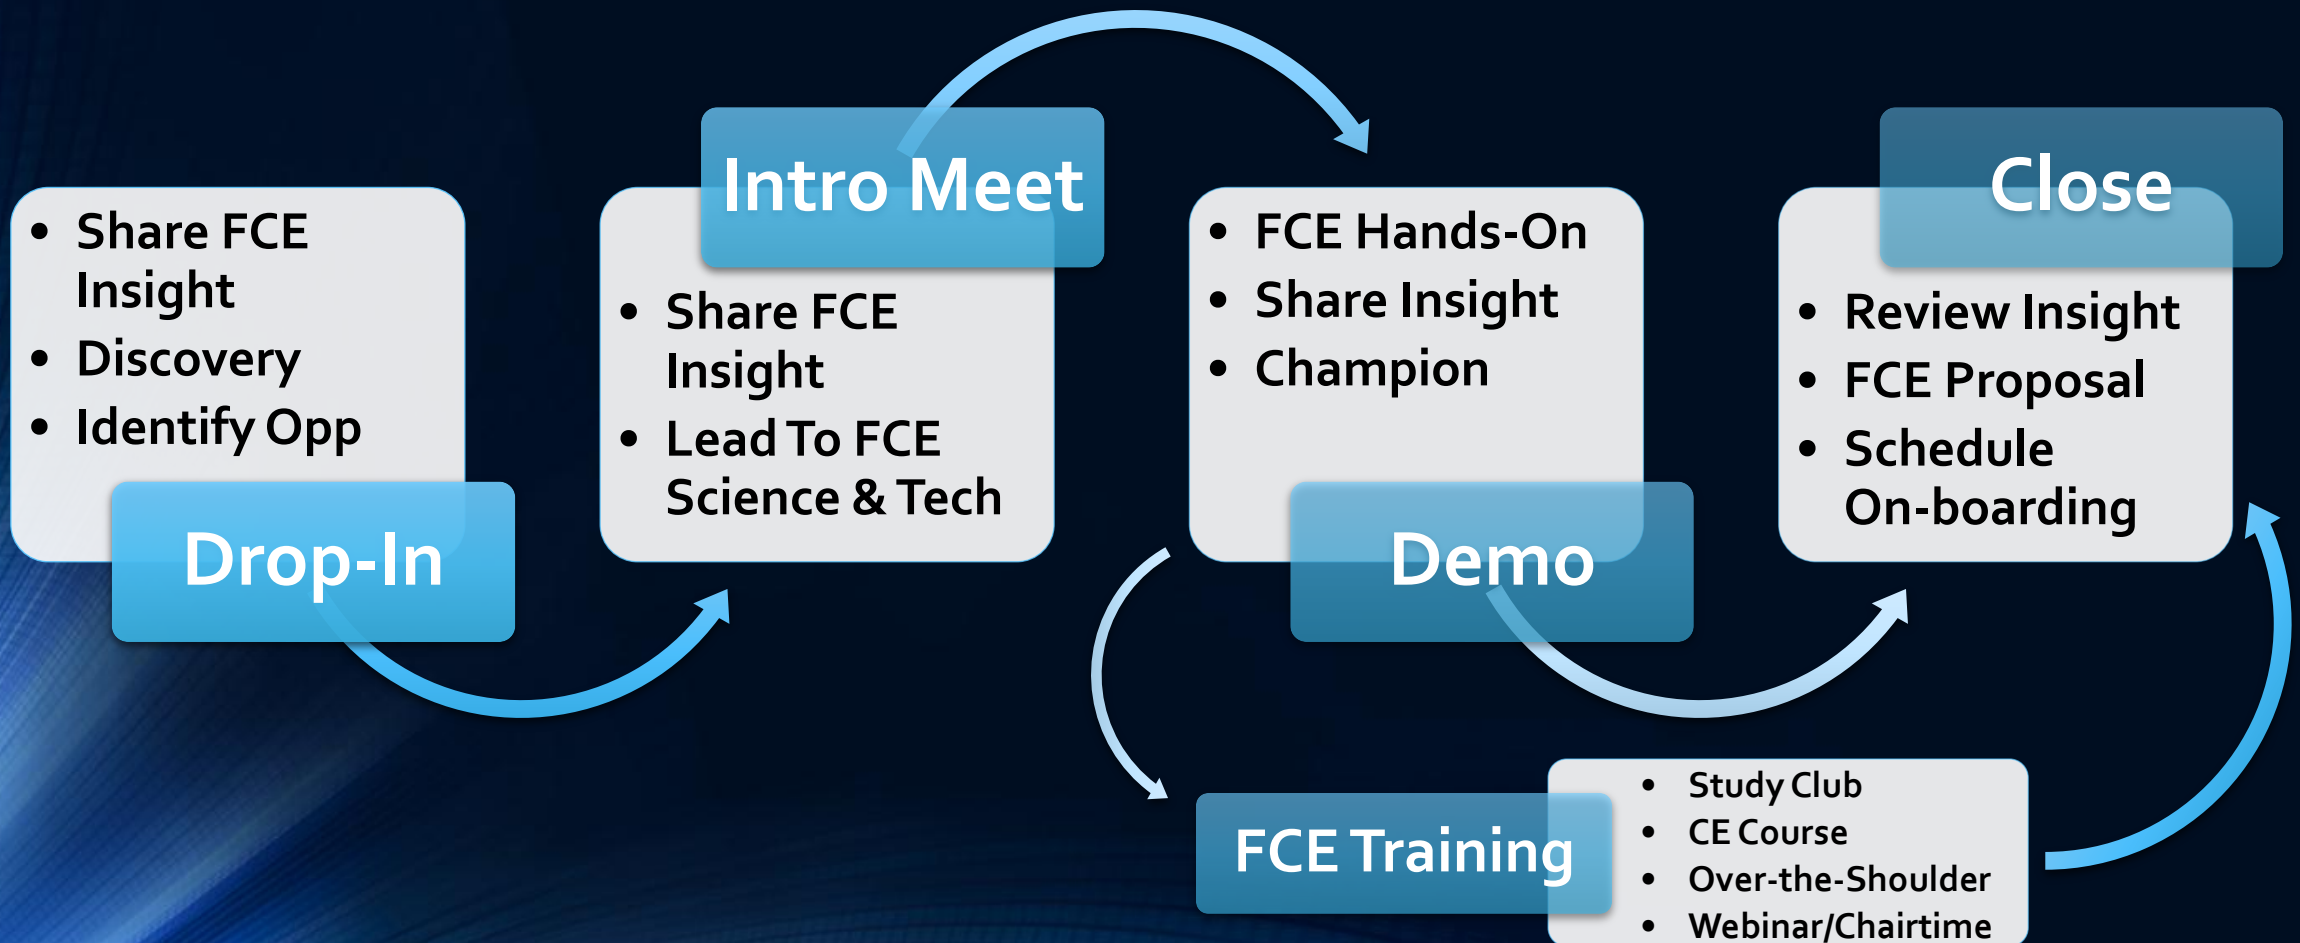 • Share FCE
Insight
• Discovery
• Identify Opp
Drop-In
Intro Meet
• Share FCE
Insight
• Lead To FCE
Science & Tech
• FCE Hands-On
• Share Insight
• Champion
Demo
Close
• Review Insight
• FCE Proposal
• Schedule
On-boarding
FCE Training
• Study Club
• CE Course
• Over-the-Shoulder
• Webinar/Chairtime